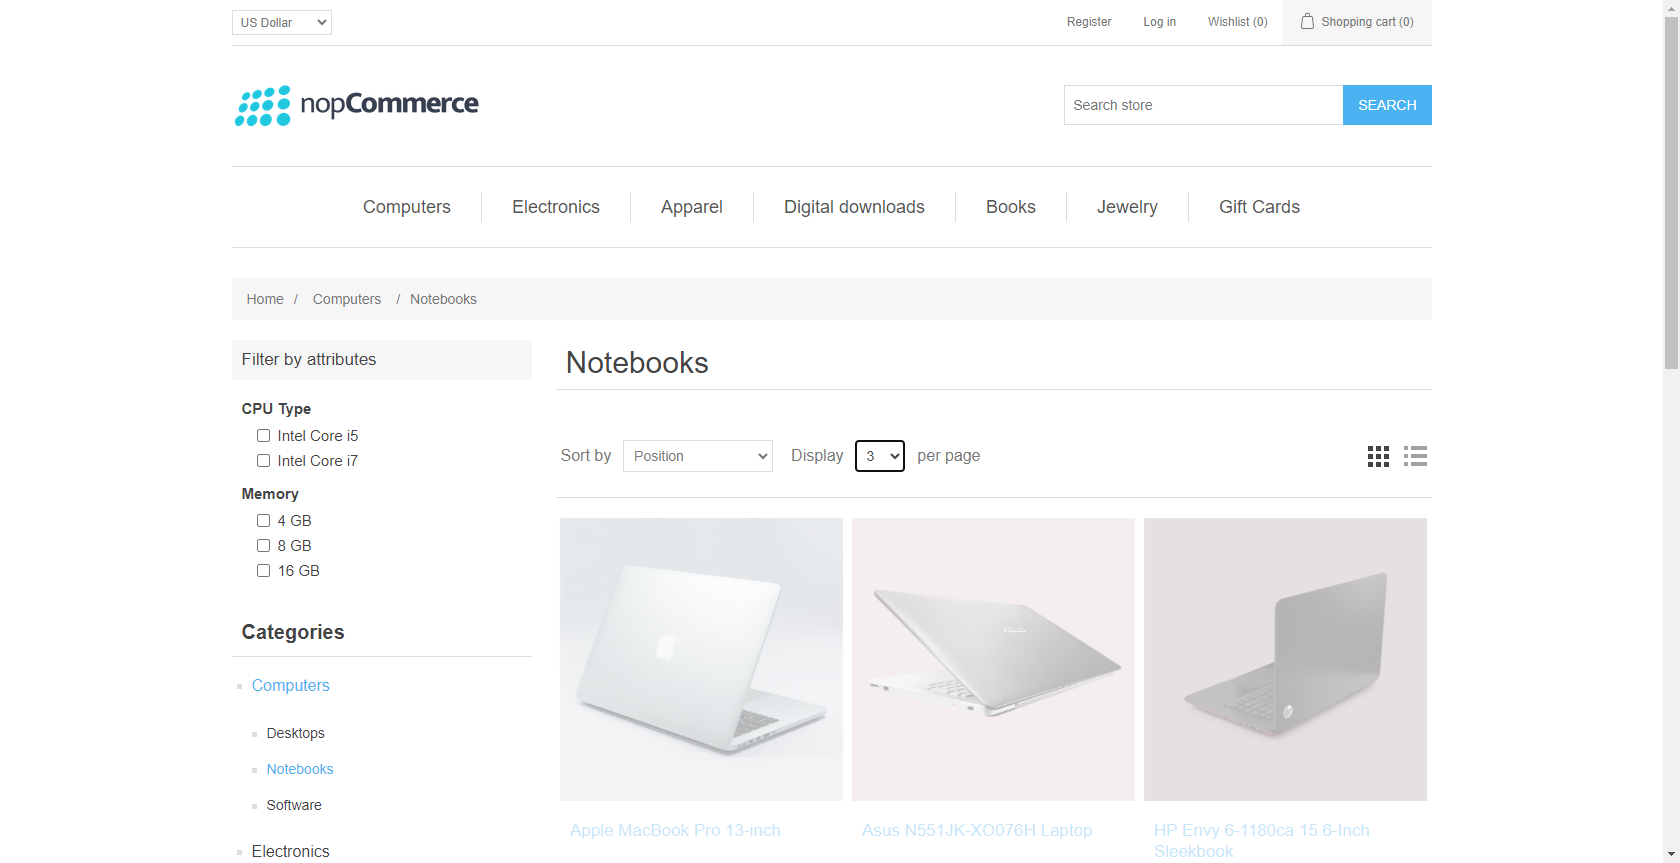 US Dollar
Register
Log in
Wishlist (0)
Shopping cart (0)
nopCommerce
Search store
SEARCH
Computers
Electronics
Apparel
Digital downloads
Books
Jewelry
Gift Cards
Home / Computers / Notebooks
Filter by attributes
CPU Type
Intel Core i5
Intel Core i7
Memory
4 GB
8 GB
16 GB
Categories
Computers
Desktops
Notebooks
Software
Electronics
Notebooks
Sort by
Position
Display
3
per page
Apple MacBook Pro 13-inch
Asus N551JK-XO076H Laptop
HP Envy 6-1180ca 15.6-Inch
Sleekbook